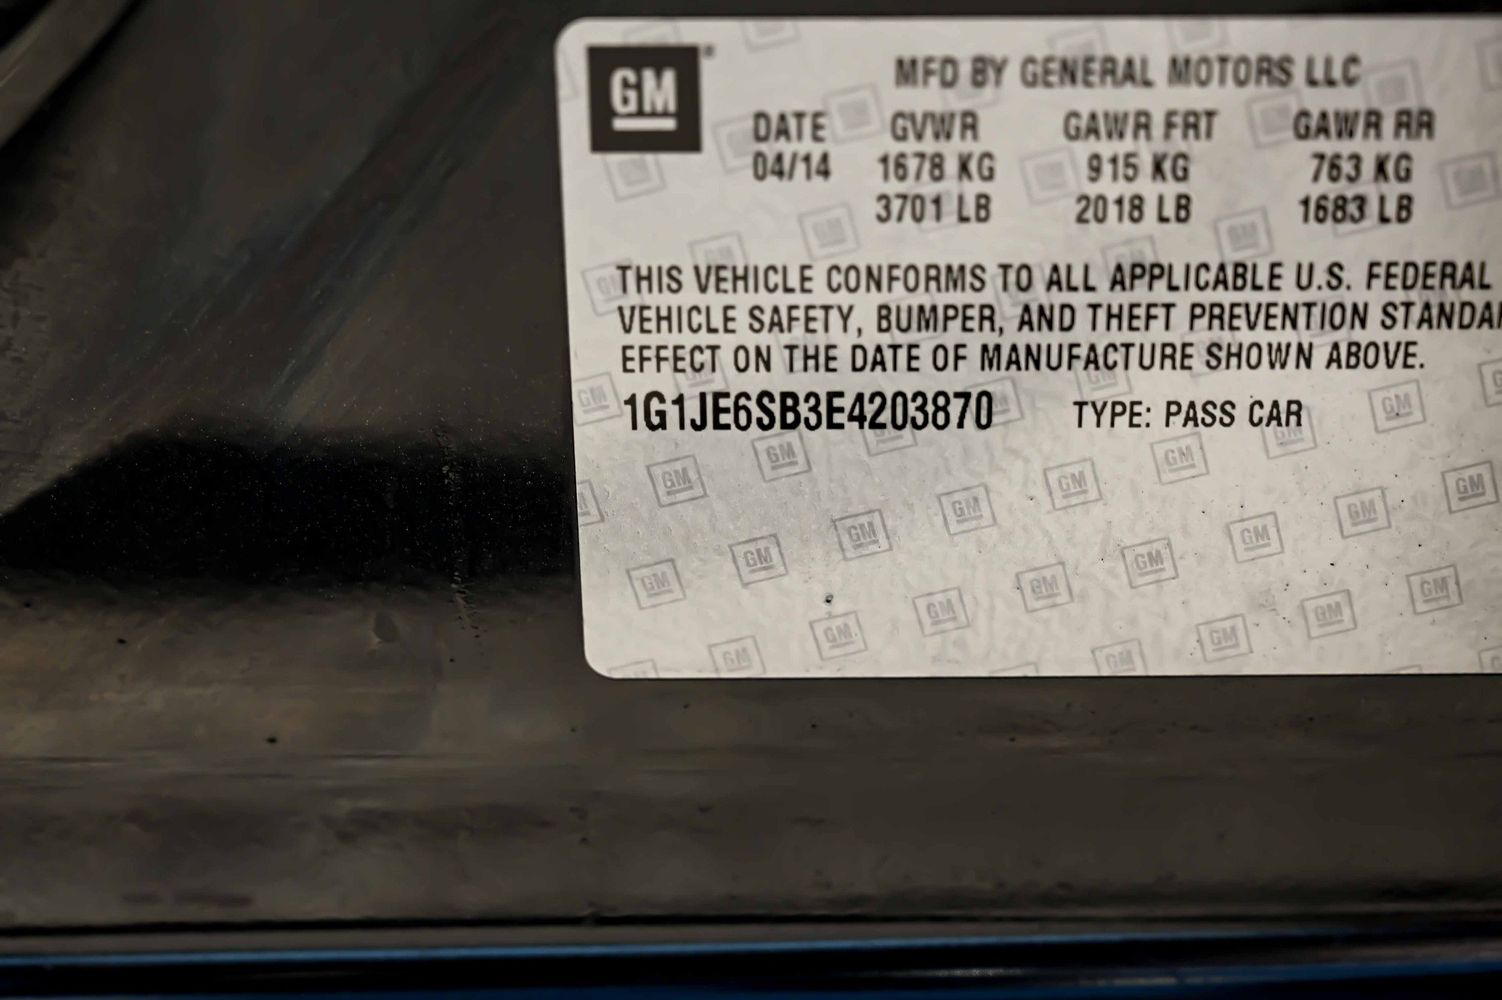 GM
MFD BY GENERAL MOTORS LLC
DATE GVWR GAWR FRT GAWR RR
04/14 1678 KG 915 KG 763 KG
3701 LB 2018 LB 1683 LB
THIS VEHICLE CONFORMS TO ALL APPLICABLE U.S. FEDERAL
VEHICLE SAFETY, BUMPER, AND THEFT PREVENTION STANDA
EFFECT ON THE DATE OF MANUFACTURE SHOWN ABOVE.
1G1JE6SB3E4203870 TYPE: PASS CAR